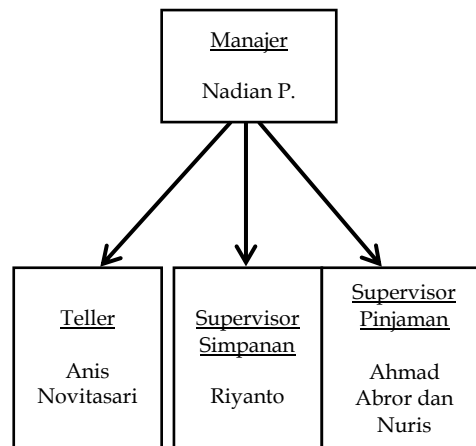 Manajer
Nadian P.
Teller
Anis
Novitasari
Supervisor
Simpanan
Riyanto
Supervisor
Pinjaman
Ahmad
Abror dan
Nuris